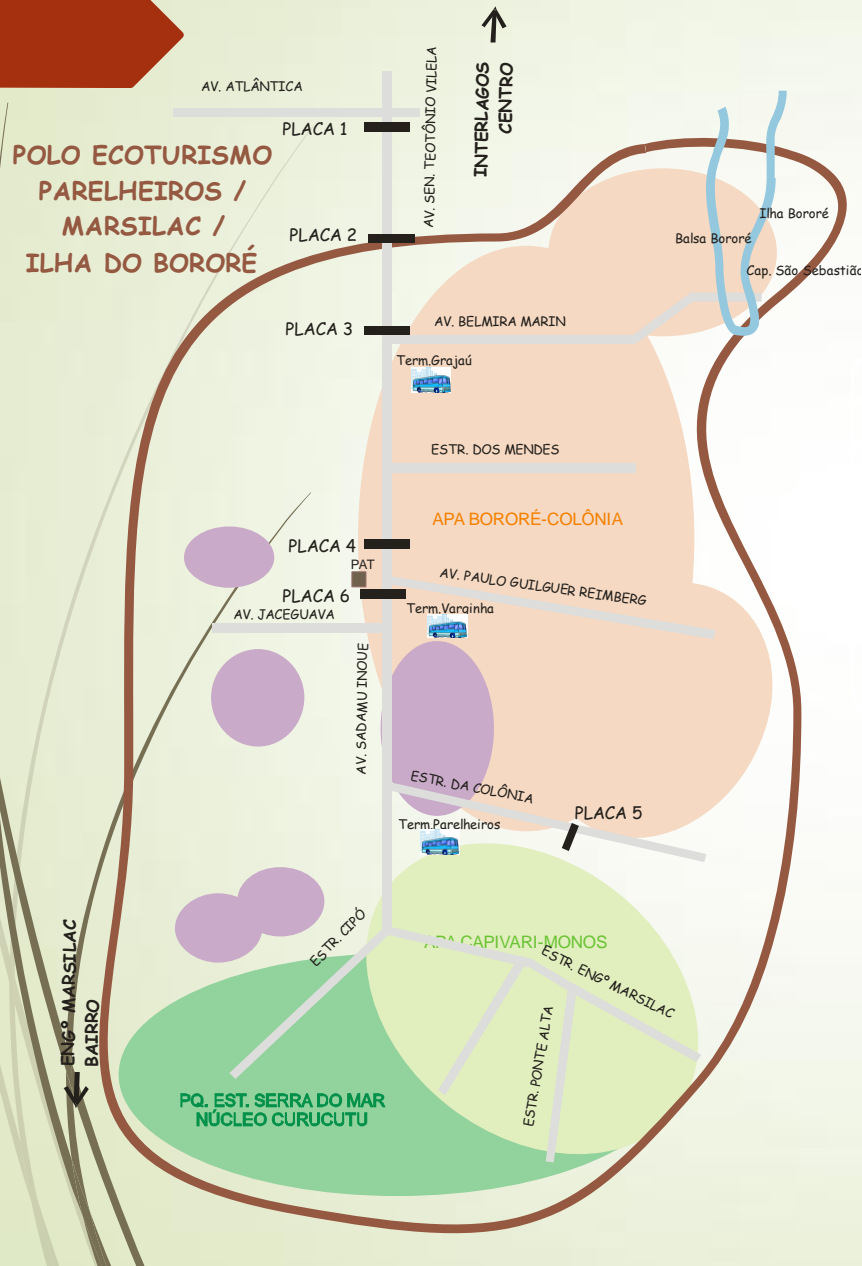 INTERLAGOS
CENTRO
AV. SEN. TEOTÔNIO VILELA
AV. ATLÂNTICA
PLACA 1
POLO ECOTURISMO
PARELHEIROS /
MARSILAC /
ILHA DO BORORÉ
PLACA 2
Ilha Bororé
Balsa Bororé
Cap. São Sebastião
PLACA 3
AV. BELMIRA MARIN
Term.Grajaú
ESTR. DOS MENDES
APA BORORÉ-COLÔNIA
PLACA 4
PAT
AV. PAULO GUILGUER REIMBERG
PLACA 6
Term.Varginha
AV. JACEGUAVA
AV. SADAMU INOUE
ESTR. DA COLÔNIA
PLACA 5
Term.Parelheiros
ESTR. CIPÓ
APA CAPIVARI-MONOS
ESTR. ENGº MARSILAC
ENGº MARSILAC
BAIRRO
ESTR. PONTE ALTA
PQ. EST. SERRA DO MAR
NÚCLEO CURUCUTU